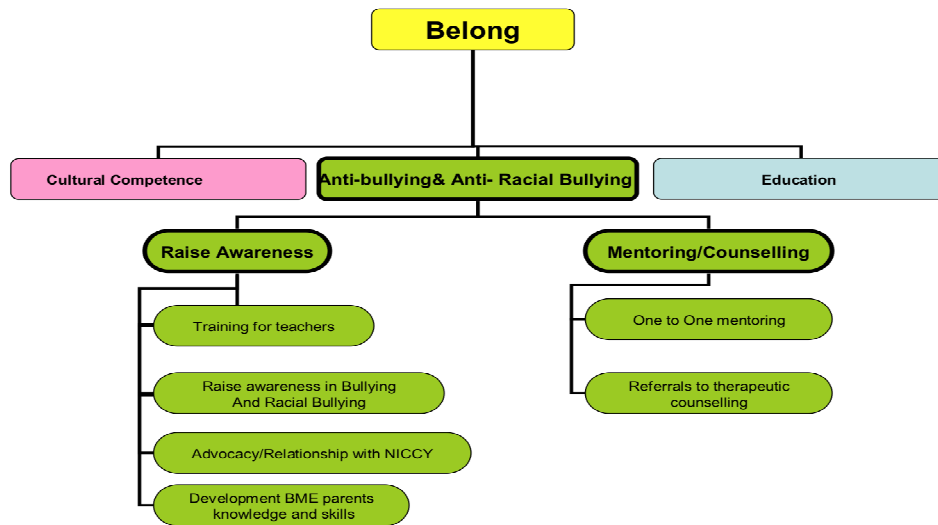 Belong
Cultural Competence
Anti-bullying& Anti- Racial Bullying
Education
Raise Awareness
Mentoring/Counselling
Training for teachers
One to One mentoring
Raise awareness in Bullying
And Racial Bullying
Referrals to therapeutic
counselling
Advocacy/Relationship with NICCY
Development BME parents
knowledge and skills